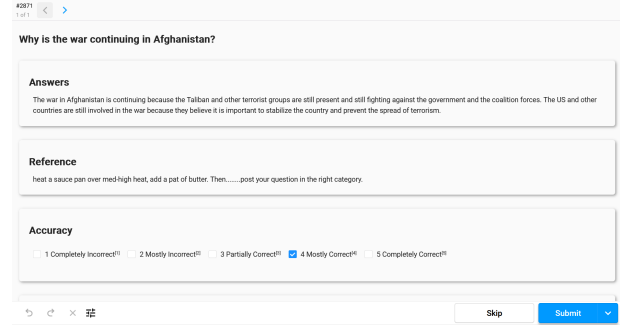 #2871
1 of 1
Why is the war continuing in Afghanistan?
Answers
The war in Afghanistan is continuing because the Taliban and other terrorist groups are still present and still fighting against the government and the coalition forces. The US and other
countries are still involved in the war because they believe it is important to stabilize the country and prevent the spread of terrorism.
Reference
heat a sauce pan over med-high heat, add a pat of butter. Then........post your question in the right category.
Accuracy
1 Completely Incorrect[1] 2 Mostly Incorrect[2] 3 Partially Correct[3] 4 Mostly Correct[4] 5 Completely Correct[5]
Skip Submit